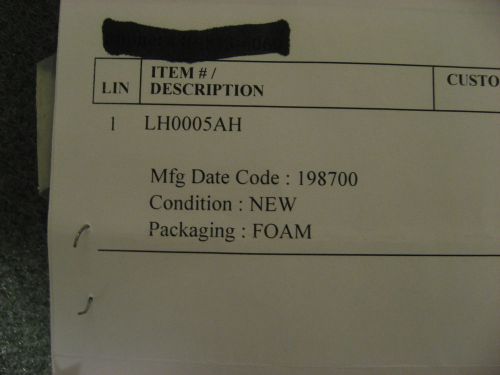 ITEM # /
LIN DESCRIPTION CUSTO
1 LH0005AH
Mfg Date Code : 198700
Condition : NEW
Packaging : FOAM